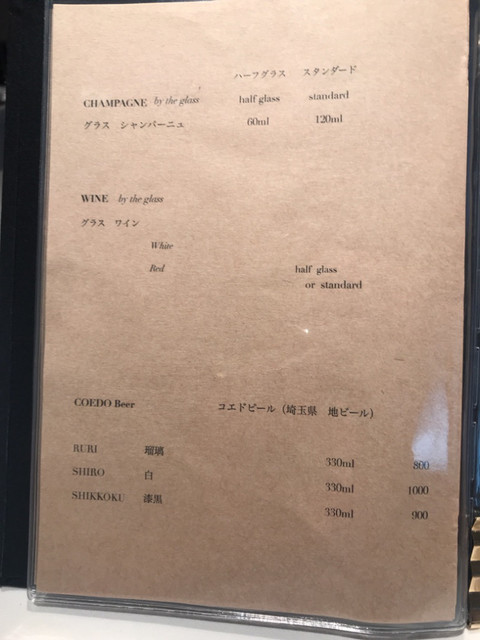 ハーフグラス スタンダード
CHAMPAGNE by the glass half glass standard
グラス シャンパーニュ 60ml 120ml
WINE by the glass
グラス ワイン
White
Red half glass
or standard
COEDO Beer コエドビール（埼玉県 地ビール）
RURI 瑠璃 330ml 800
SHIRO 白 330ml 1000
SHIKKOKU 漆黒 330ml 900